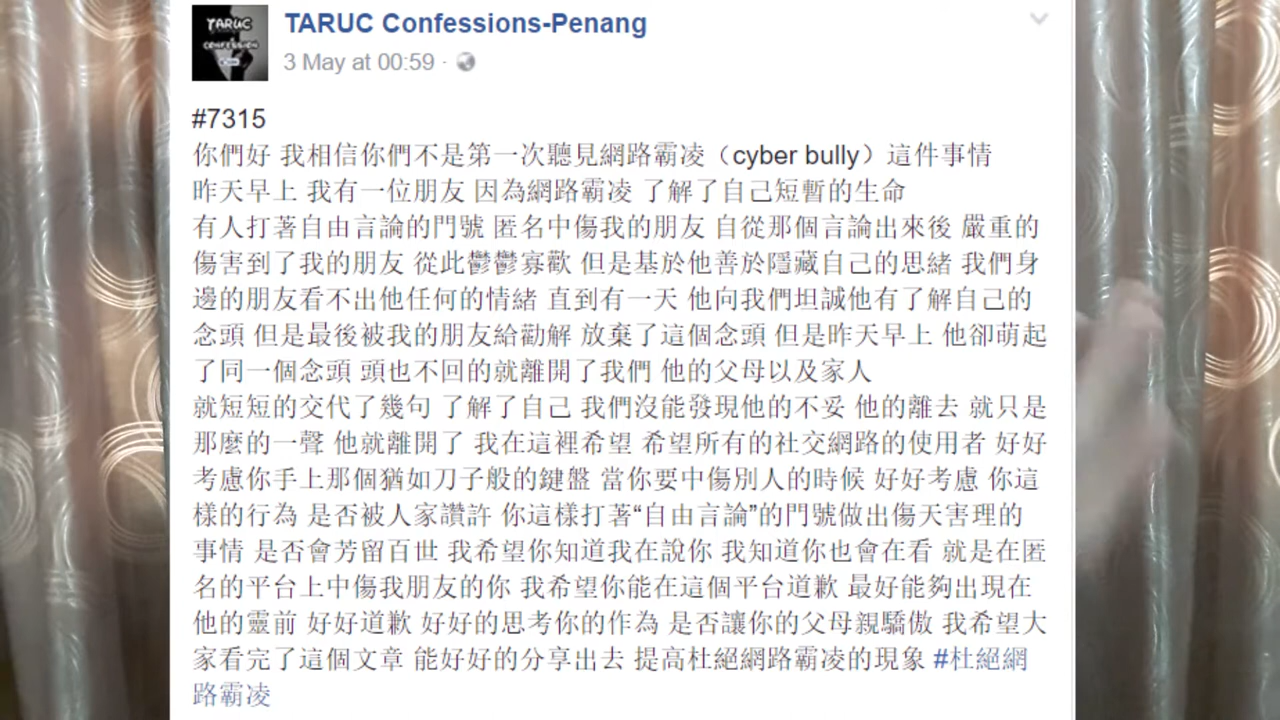 TARUC Confessions-Penang
3 May at 00:59
TARUC
CONFESSION
#7315
你們好 我相信你們不是第一次聽見網路霸凌（cyber bully）這件事情
昨天早上 我有一位朋友 因為網路霸凌 了解了自己短暫的生命
有人打著自由言論的門號 匿名中傷我的朋友 自從那個言論出來後 嚴重的
傷害到了我的朋友 從此鬱鬱寡歡 但是基於他善於隱藏自己的思緒 我們身
邊的朋友看不出他任何的情緒 直到有一天 他向我們坦誠他有了解自己的
念頭 但是最後被我的朋友給勸解 放棄了這個念頭 但是昨天早上 他卻萌起
了同一個念頭 頭也不回的就離開了我們 他的父母以及家人
就短短的交代了幾句 了解了自己 我們沒能發現他的不妥 他的離去 就只是
那麼的一聲 他就離開了 我在這裡希望 希望所有的社交網路的使用者 好好
考慮你手上那個猶如刀子般的鍵盤 當你要中傷別人的時候 好好考慮 你這
樣的行為 是否被人家讚許 你這樣打著“自由言論”的門號做出傷天害理的
事情 是否會芳留百世 我希望你知道我在說你 我知道你也會在看 就是在匿
名的平台上中傷我朋友的你 我希望你能在這個平台道歉 最好能夠出現在
他的靈前 好好道歉 好好的思考你的作為 是否讓你的父母親驕傲 我希望大
家看完了這個文章 能好好的分享出去 提高杜絕網路霸凌的現象 #杜絕網
路霸凌